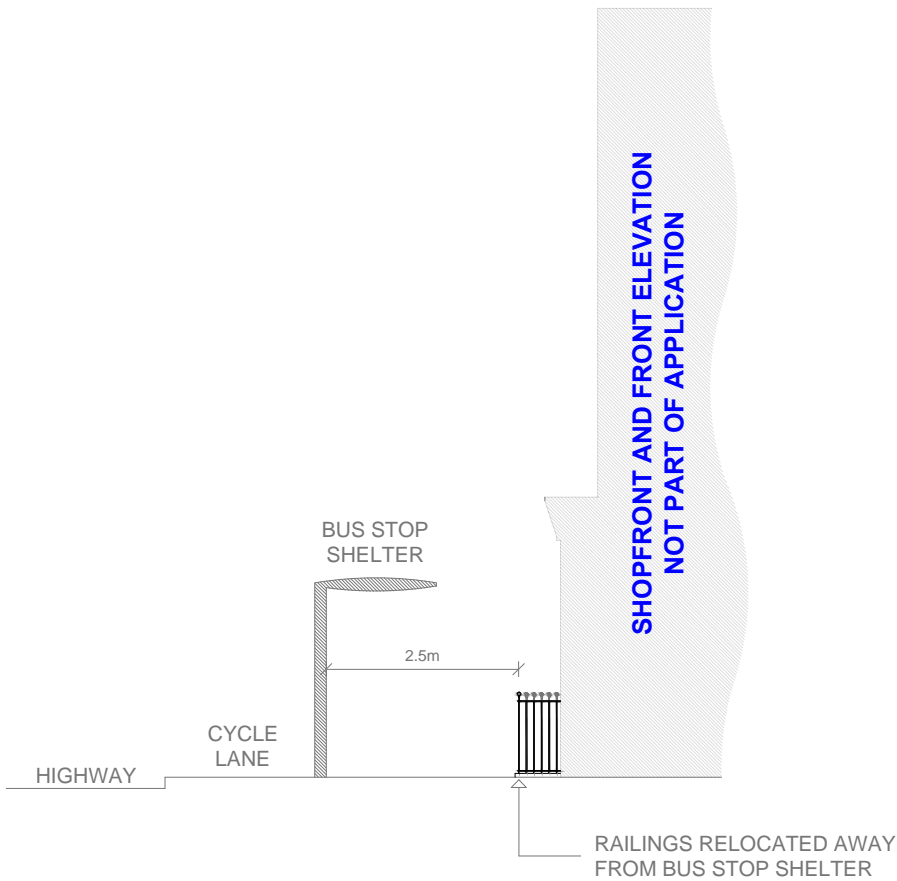 SHOPFRONT AND FRONT ELEVATION
NOT PART OF APPLICATION
BUS STOP
SHELTER
2.5m
CYCLE
LANE
HIGHWAY
RAILINGS RELOCATED AWAY
FROM BUS STOP SHELTER